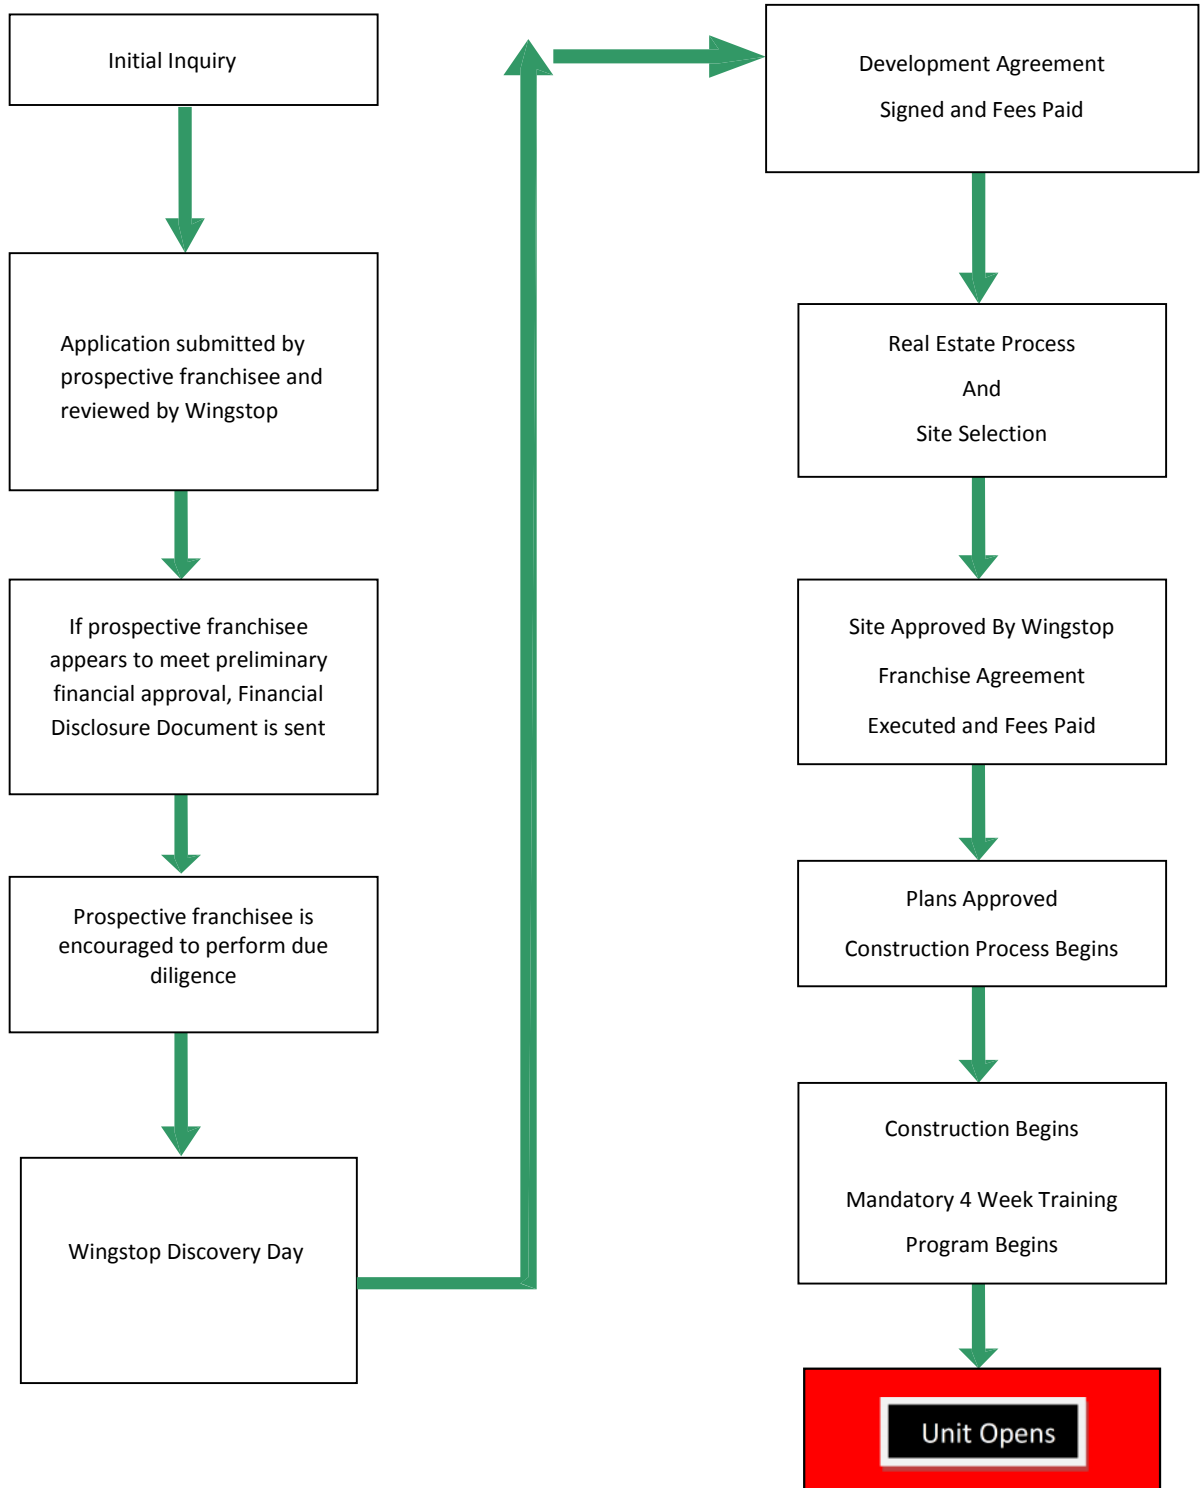 Initial Inquiry
Application submitted by
prospective franchisee and
reviewed by Wingstop
If prospective franchisee
appears to meet preliminary
financial approval, Financial
Disclosure Document is sent
Prospective franchisee is
encouraged to perform due
diligence
Wingstop Discovery Day
Development Agreement
Signed and Fees Paid
Real Estate Process
And
Site Selection
Site Approved By Wingstop
Franchise Agreement
Executed and Fees Paid
Plans Approved
Construction Process Begins
Construction Begins
Mandatory 4 Week Training
Program Begins
Unit Opens